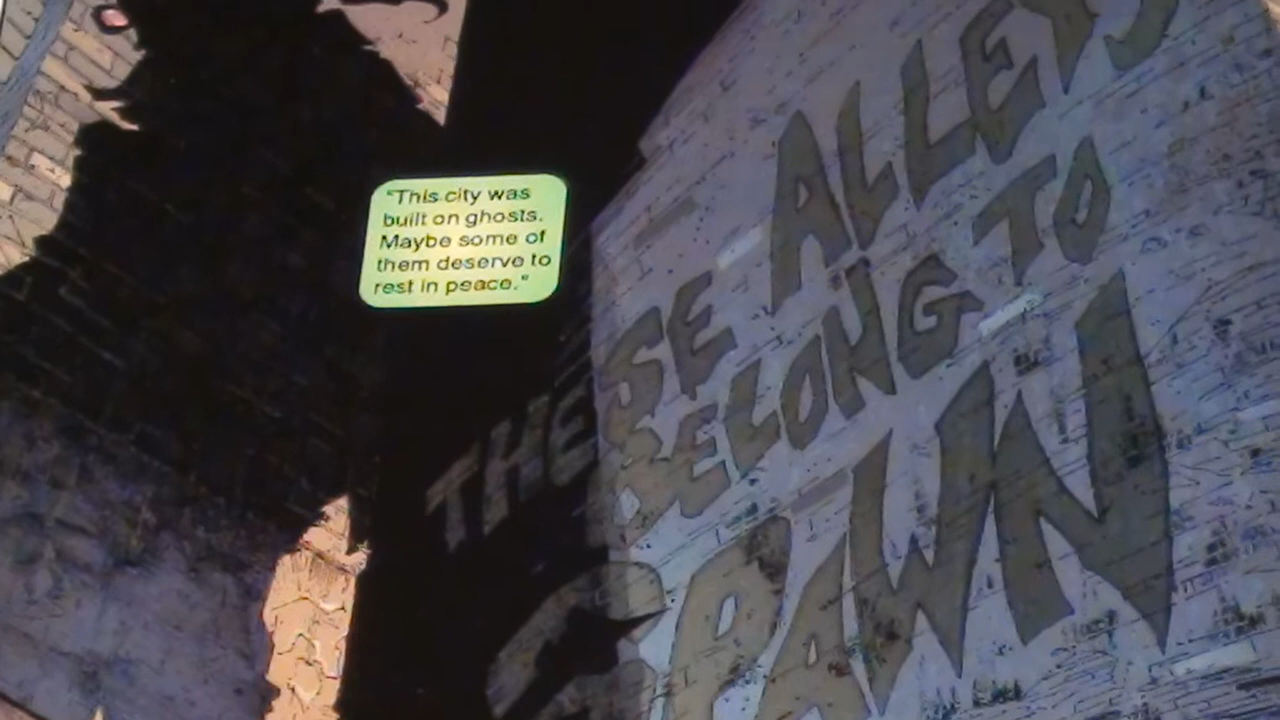 "This city was
built on ghosts.
Maybe some of
them deserve to
rest in peace."
THESE ALLEYS
BELONG TO
SPAWN